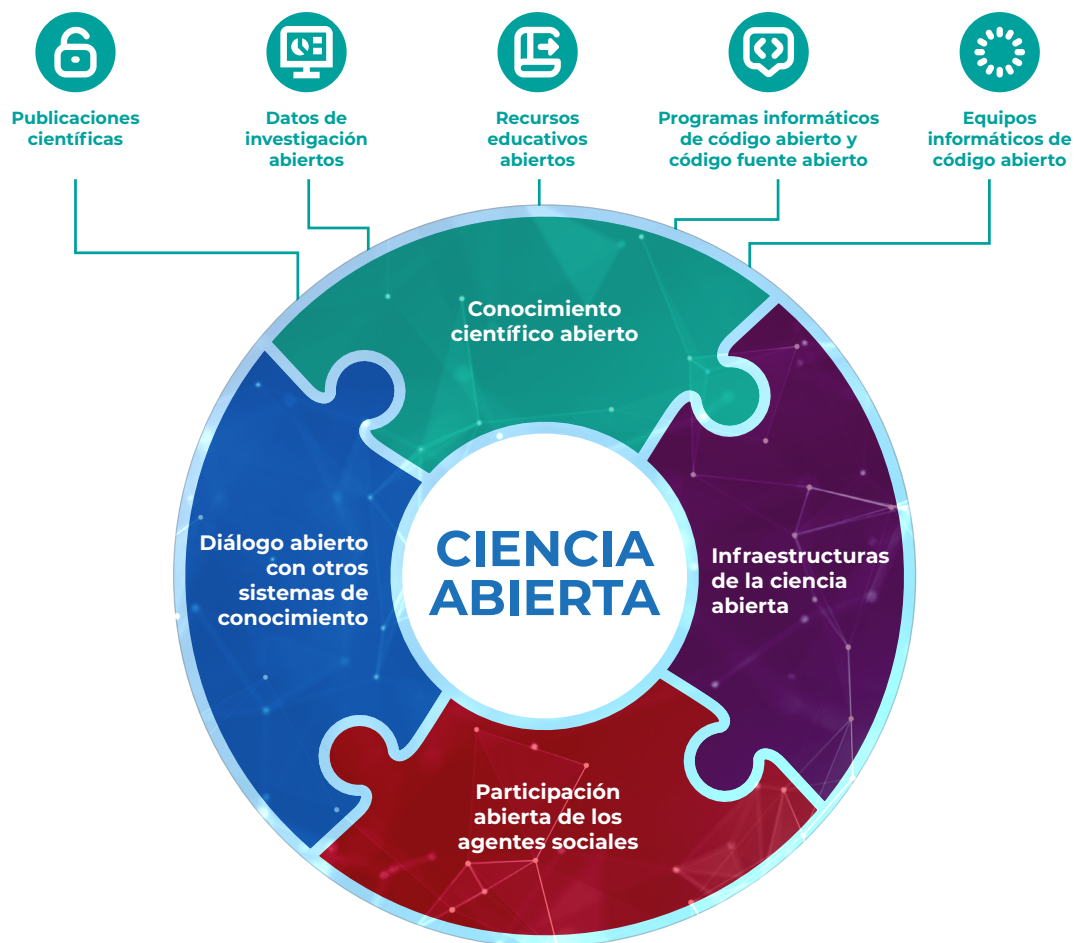 Publicaciones
científicas
Datos de
investigación
abiertos
Recursos
educativos
abiertos
Programas informáticos
de código abierto y
código fuente abierto
Equipos
informáticos de
código abierto
Conocimiento
científico abierto
Diálogo abierto
con otros
sistemas de
conocimiento
CIENCIA
ABIERTA
Infraestructuras
de la ciencia
abierta
Participación
abierta de los
agentes sociales